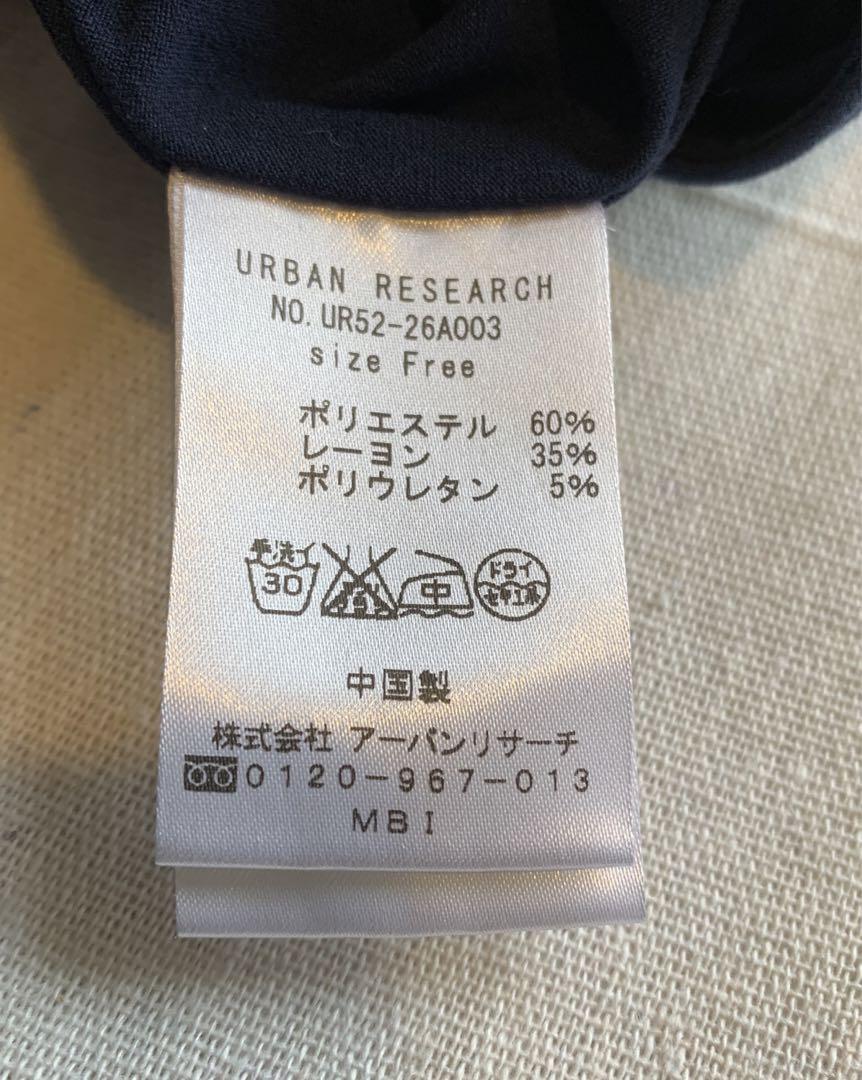 URBAN RESEARCH
NO. UR52-26A003
size Free
ポリエステル 60%
レーヨン 35%
ポリウレタン 5%
手洗イ
30
中
ドライ
中国製
株式会社 アーバンリサーチ
0120-967-013
MBI